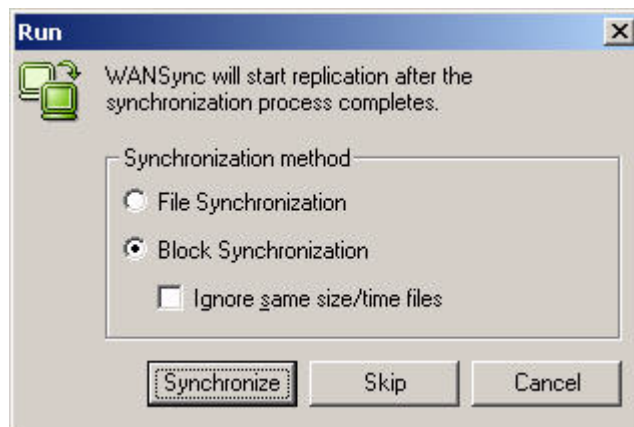 Run
WANSync will start replication after the
synchronization process completes.
Synchronization method
File Synchronization
Block Synchronization
Ignore same size/time files
Synchronize Skip Cancel